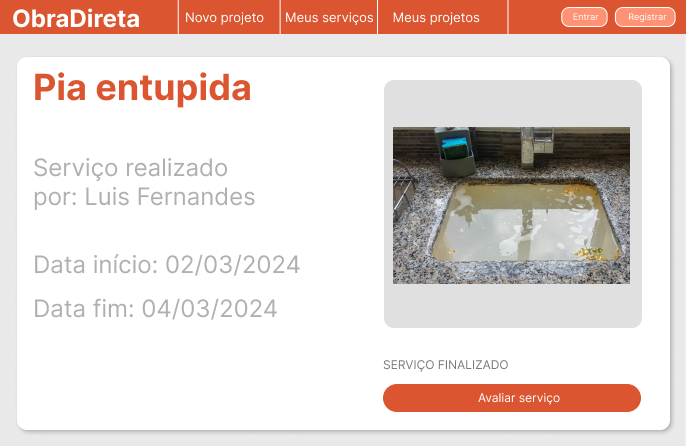 ObraDireta
Novo projeto
Meus serviços
Meus projetos
Entrar
Registrar
Pia entupida
Serviço realizado
por: Luis Fernandes
Data início: 02/03/2024
Data fim: 04/03/2024
SERVIÇO FINALIZADO
Avaliar serviço